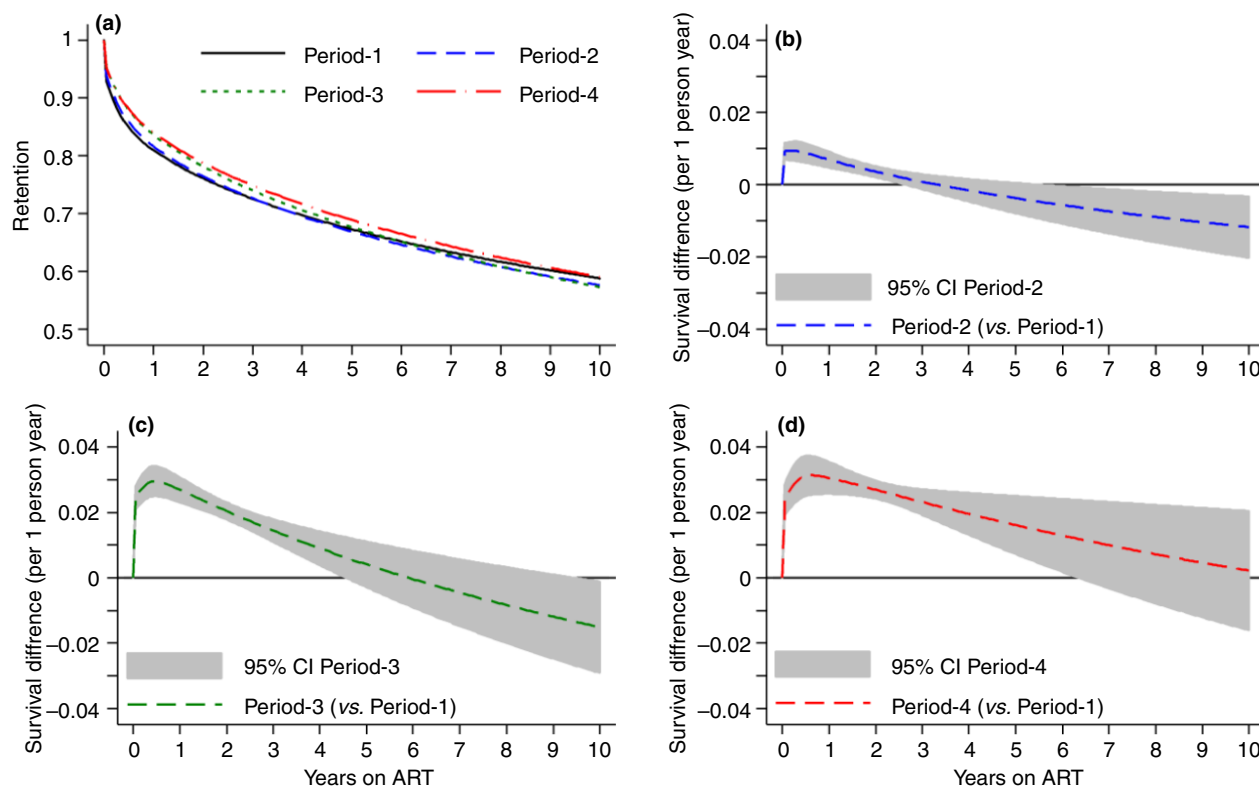 (a)
1
0.9
0.8
0.7
0.6
0.5
Retention
Period-1
Period-2
Period-3
Period-4
0 1 2 3 4 5 6 7 8 9 10
(b)
0.04
0.02
0
−0.02
−0.04
Survival diffrence (per 1 person year)
95% CI Period-2
Period-2 (vs. Period-1)
0 1 2 3 4 5 6 7 8 9 10
(c)
0.04
0.02
0
−0.02
−0.04
Survival diffrence (per 1 person year)
95% CI Period-3
Period-3 (vs. Period-1)
0 1 2 3 4 5 6 7 8 9 10
Years on ART
(d)
0.04
0.02
0
−0.02
−0.04
Survival diffrence (per 1 person year)
95% CI Period-4
Period-4 (vs. Period-1)
0 1 2 3 4 5 6 7 8 9 10
Years on ART